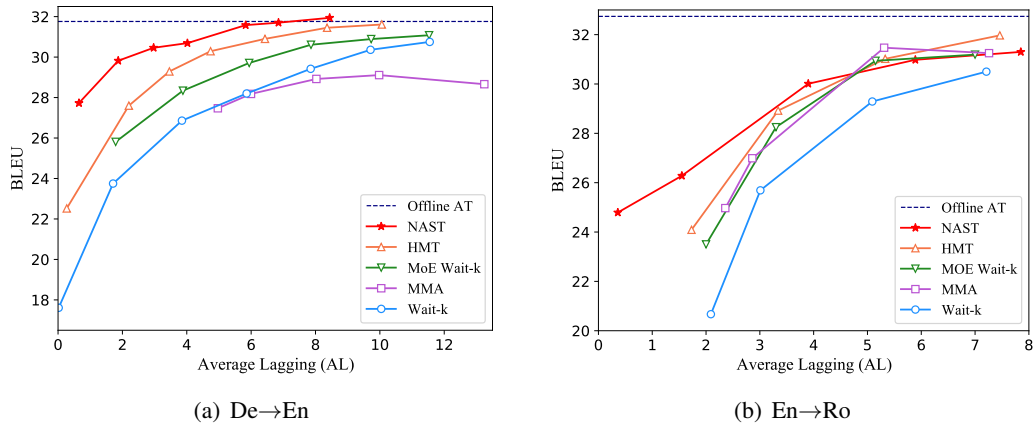 32
30
28
26
24
22
20
18
BLEU
0
2
4
6
8
10
12
Average Lagging (AL)
Offline AT
NAST
HMT
MoE Wait-k
MMA
Wait-k
(a) De→En
32
30
28
26
24
22
20
BLEU
0
1
2
3
4
5
6
7
8
Average Lagging (AL)
Offline AT
NAST
HMT
MOE Wait-k
MMA
Wait-k
(b) En→Ro